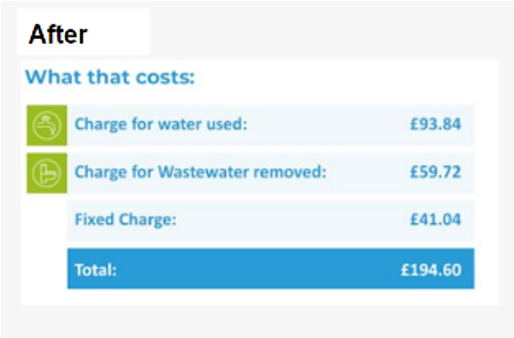 After
What that costs:
Charge for water used: £93.84
Charge for Wastewater removed: £59.72
Fixed Charge: £41.04
Total: £194.60